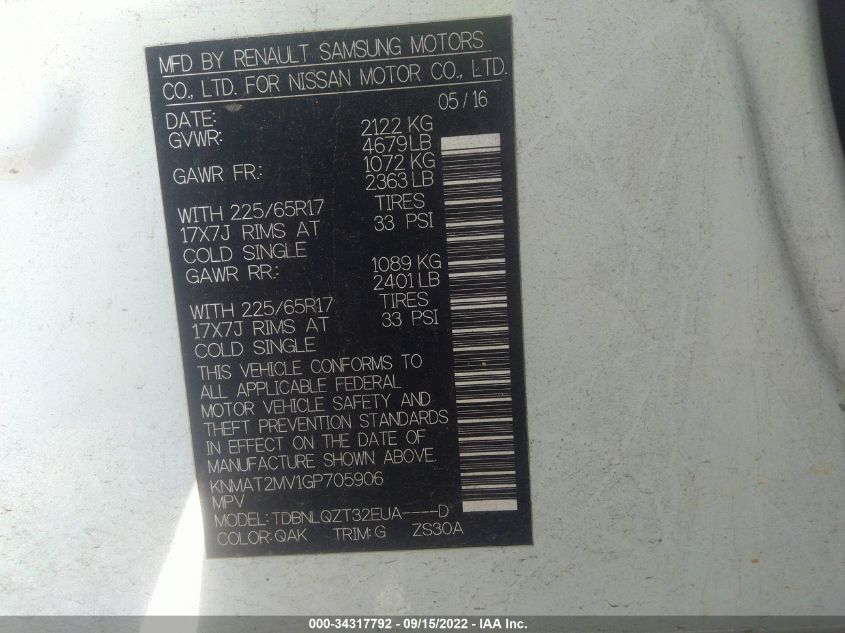 MFD BY RENAULT SAMSUNG MOTORS
CO., LTD. FOR NISSAN MOTOR CO., LTD.
DATE: 05/16
GVWR: 2122 KG
4679LB
GAWR FR: 1072 KG
2363 LB
WITH 225/65R17 TIRES
17X7J RIMS AT 33 PSI
COLD SINGLE
GAWR RR: 1089 KG
2401 LB
WITH 225/65R17 TIRES
17X7J RIMS AT 33 PSI
COLD SINGLE
THIS VEHICLE CONFORMS TO
ALL APPLICABLE FEDERAL
MOTOR VEHICLE SAFETY AND
THEFT PREVENTION STANDARDS
IN EFFECT ON THE DATE OF
MANUFACTURE SHOWN ABOVE.
KNMAT2MV1GP705906
MPV
MODEL: TDBNLQZT32EUA----D
COLOR: QAK TRIM: G ZS30A
000-34317792 - 09/15/2022 - IAA Inc.